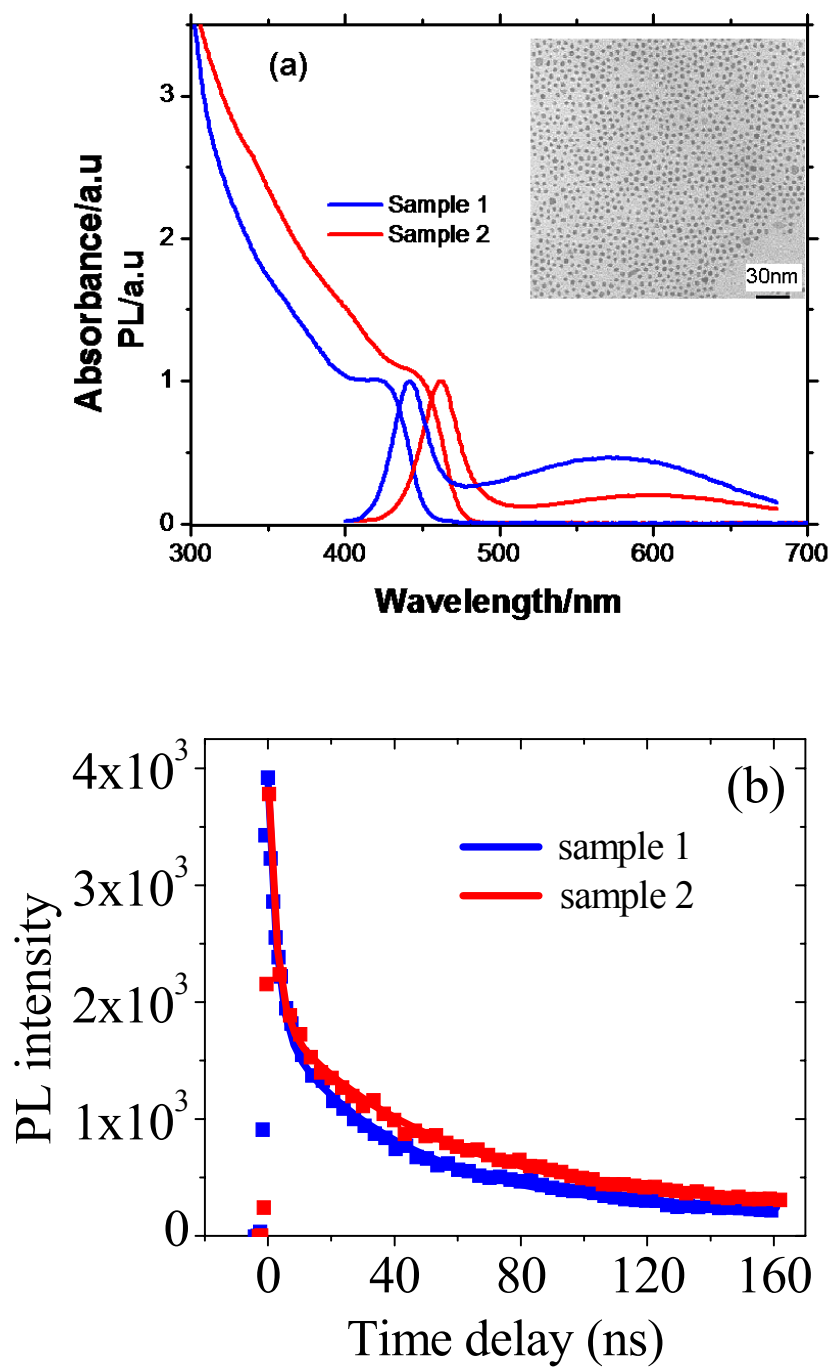 (a)
3
2
1
0
Absorbance/a.u
PL/a.u
Sample 1
Sample 2
30nm
300 400 500 600 700
Wavelength/nm
(b)
4x10³
3x10³
2x10³
1x10³
0
PL intensity
sample 1
sample 2
0 40 80 120 160
Time delay (ns)